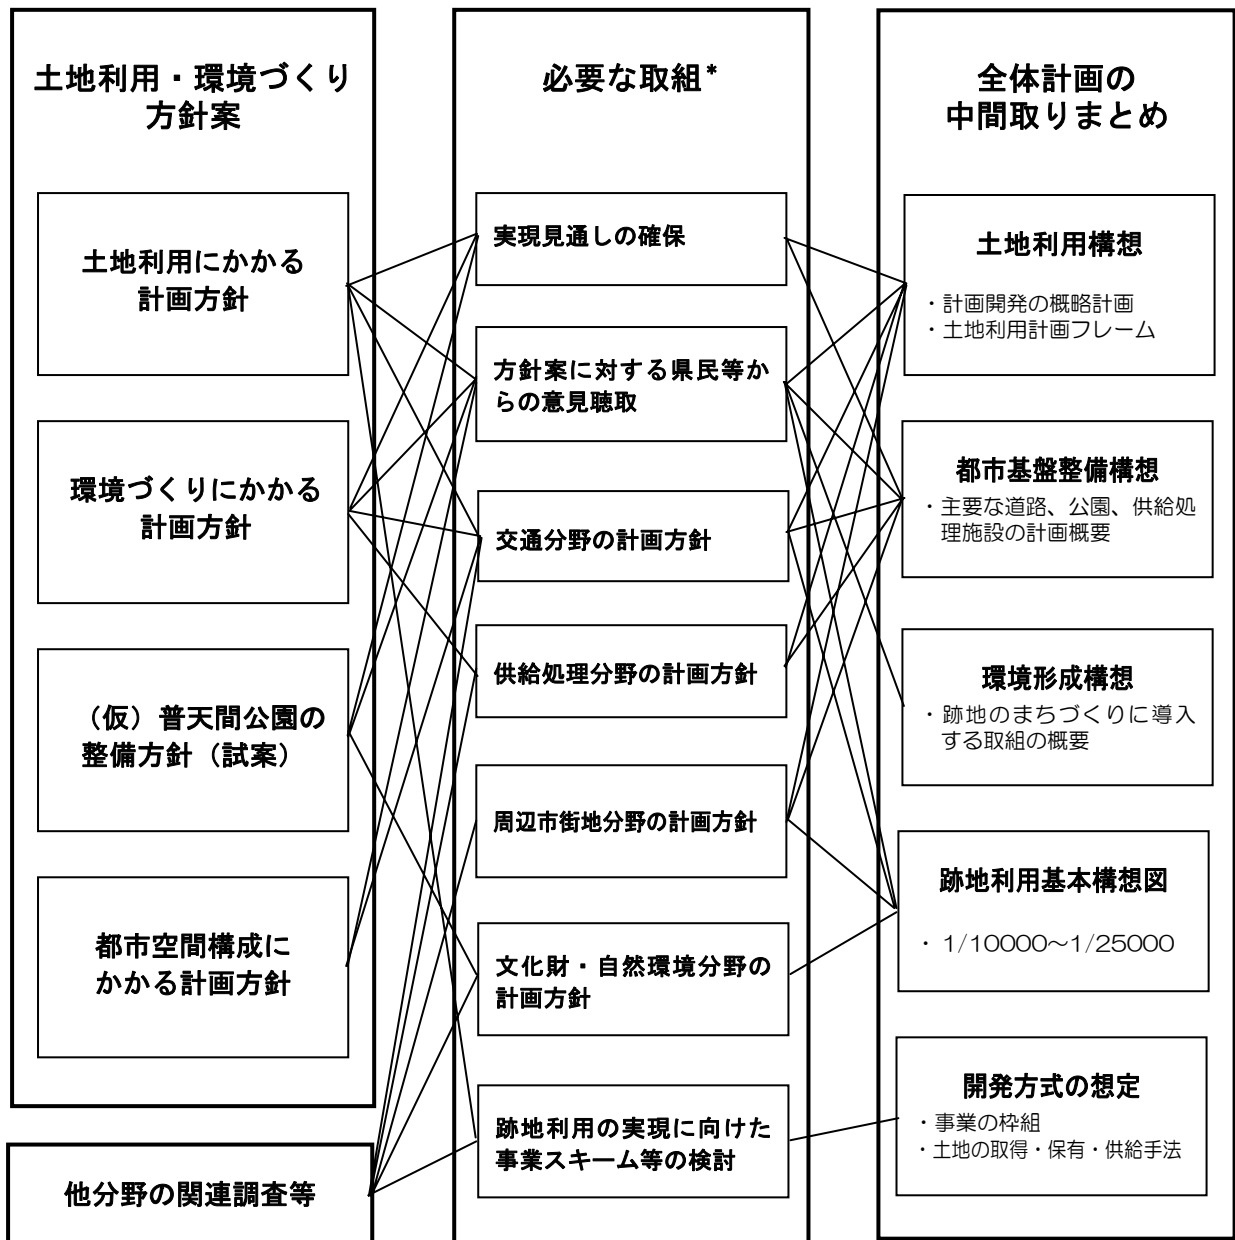 土地利用・環境づくり
方針案
土地利用にかかる
計画方針
環境づくりにかかる
計画方針
（仮）普天間公園の
整備方針（試案）
都市空間構成に
かかる計画方針
他分野の関連調査等
必要な取組*
実現見通しの確保
方針案に対する県民等か
らの意見聴取
交通分野の計画方針
供給処理分野の計画方針
周辺市街地分野の計画方針
文化財・自然環境分野の
計画方針
跡地利用の実現に向けた
事業スキーム等の検討
全体計画の
中間取りまとめ
土地利用構想
・計画開発の概略計画
・土地利用計画フレーム
都市基盤整備構想
・主要な道路、公園、供給処
理施設の計画概要
環境形成構想
・跡地のまちづくりに導入
する取組の概要
跡地利用基本構想図
・1/10000～1/25000
開発方式の想定
・事業の枠組
・土地の取得・保有・供給手法